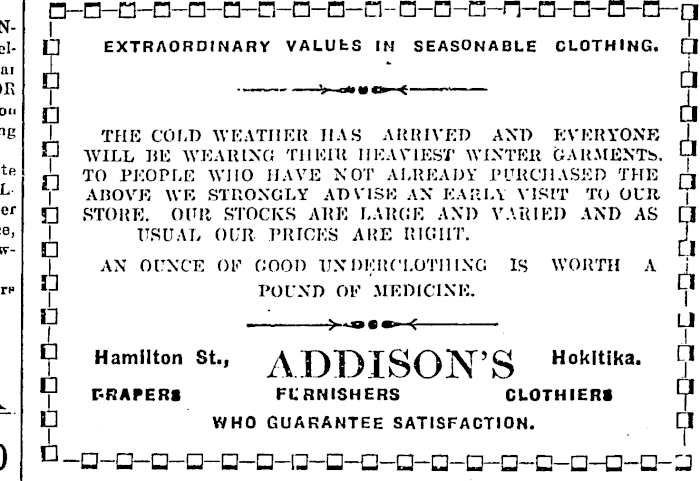 EXTRAORDINARY VALUES IN SEASONABLE CLOTHING.
THE COLD WEATHER HAS ARRIVED AND EVERYONE
WILL BE WEARING THEIR HEAVIEST WINTER GARMENTS.
TO PEOPLE WHO HAVE NOT ALREADY PURCHASED THE
ABOVE WE STRONGLY ADVISE AN EARLY VISIT TO OUR
STORE. OUR STOCKS ARE LARGE AND VARIED AND AS
USUAL OUR PRICES ARE RIGHT.
AN OUNCE OF GOOD UNDERCLOTHING IS WORTH A
POUND OF MEDICINE.
Hamilton St., ADDISON'S Hokitika.
DRAPERS FURNISHERS CLOTHIERS
WHO GUARANTEE SATISFACTION.